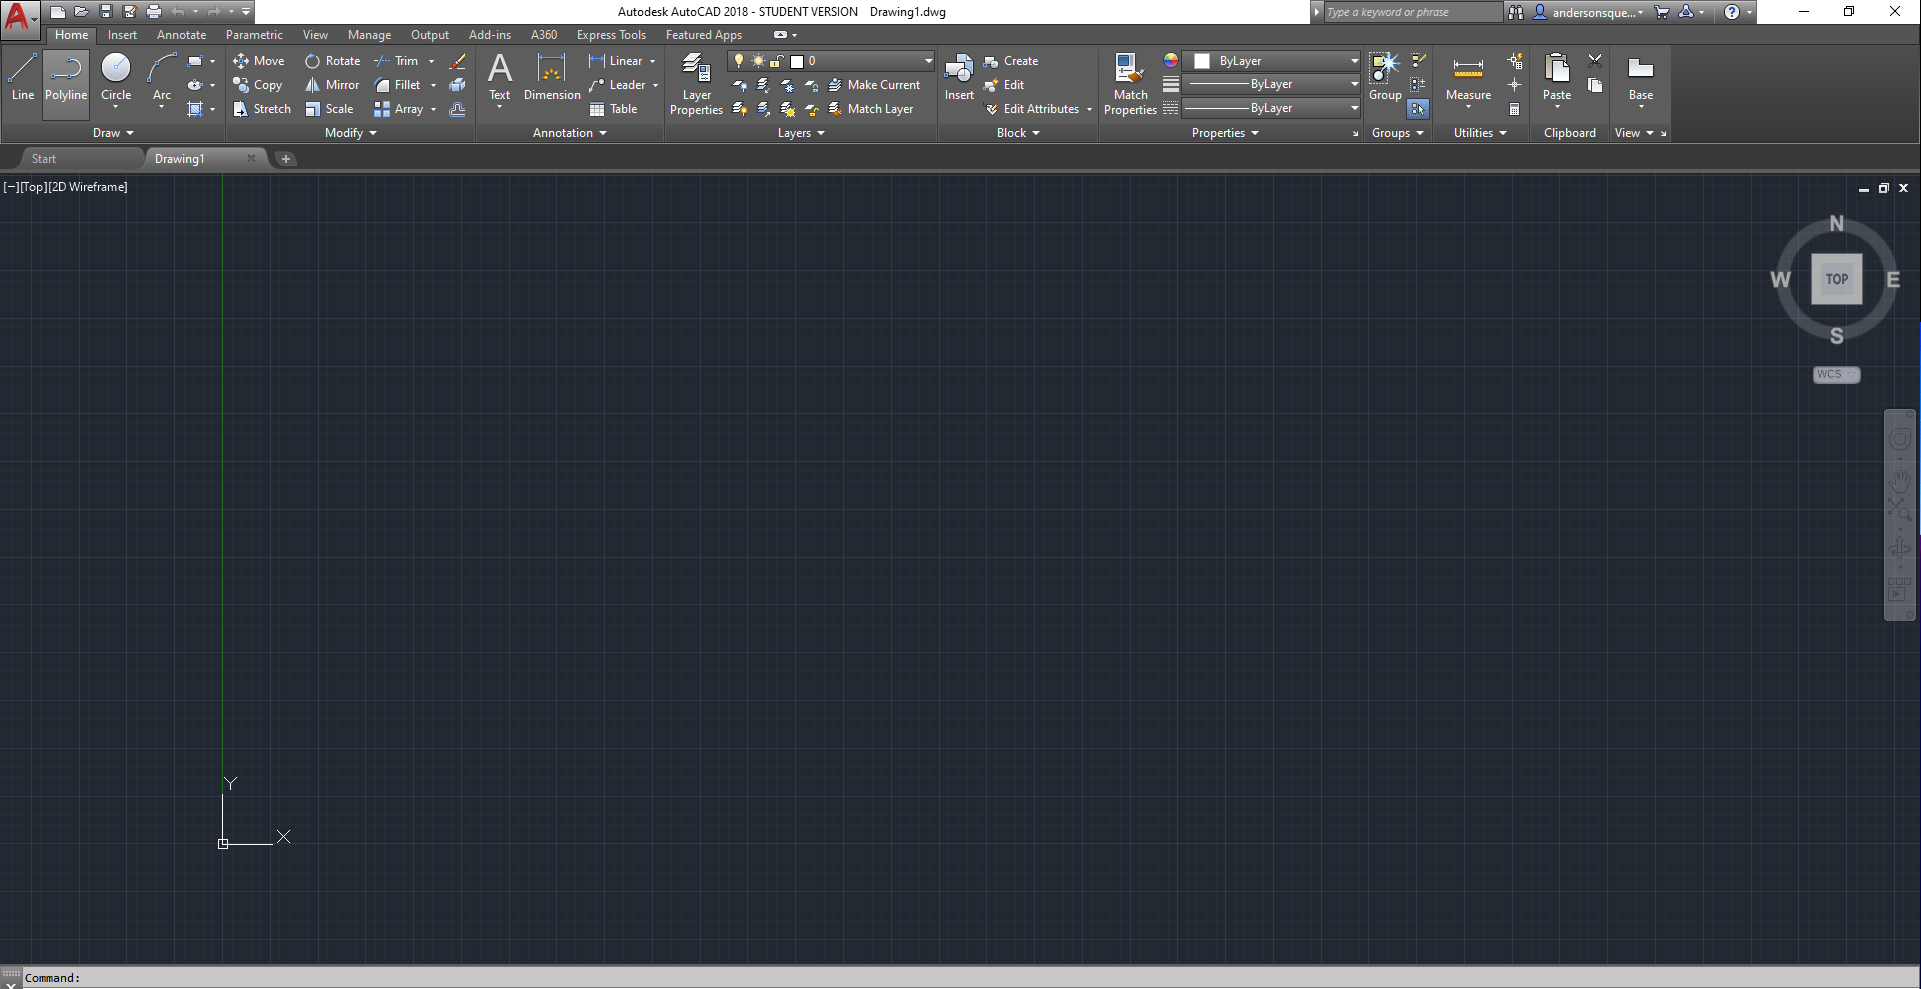 Autodesk AutoCAD 2018 - STUDENT VERSION Drawing1.dwg
Type a keyword or phrase
andersonsque...
Home Insert Annotate Parametric View Manage Output Add-ins A360 Express Tools Featured Apps
Line Polyline Circle Arc
Draw
Move Rotate Trim
Copy Mirror Fillet
Stretch Scale Array
Modify
Text Dimension
Linear
Leader
Table
Annotation
Layer Properties
0
Make Current
Match Layer
Layers
Insert
Create
Edit
Edit Attributes
Block
Match Properties
ByLayer
ByLayer
ByLayer
Properties
Group
Groups
Measure
Utilities
Paste
Clipboard
Base
View
Start Drawing1
[−][Top][2D Wireframe]
N
W TOP E
S
WCS
Y
X
Command: